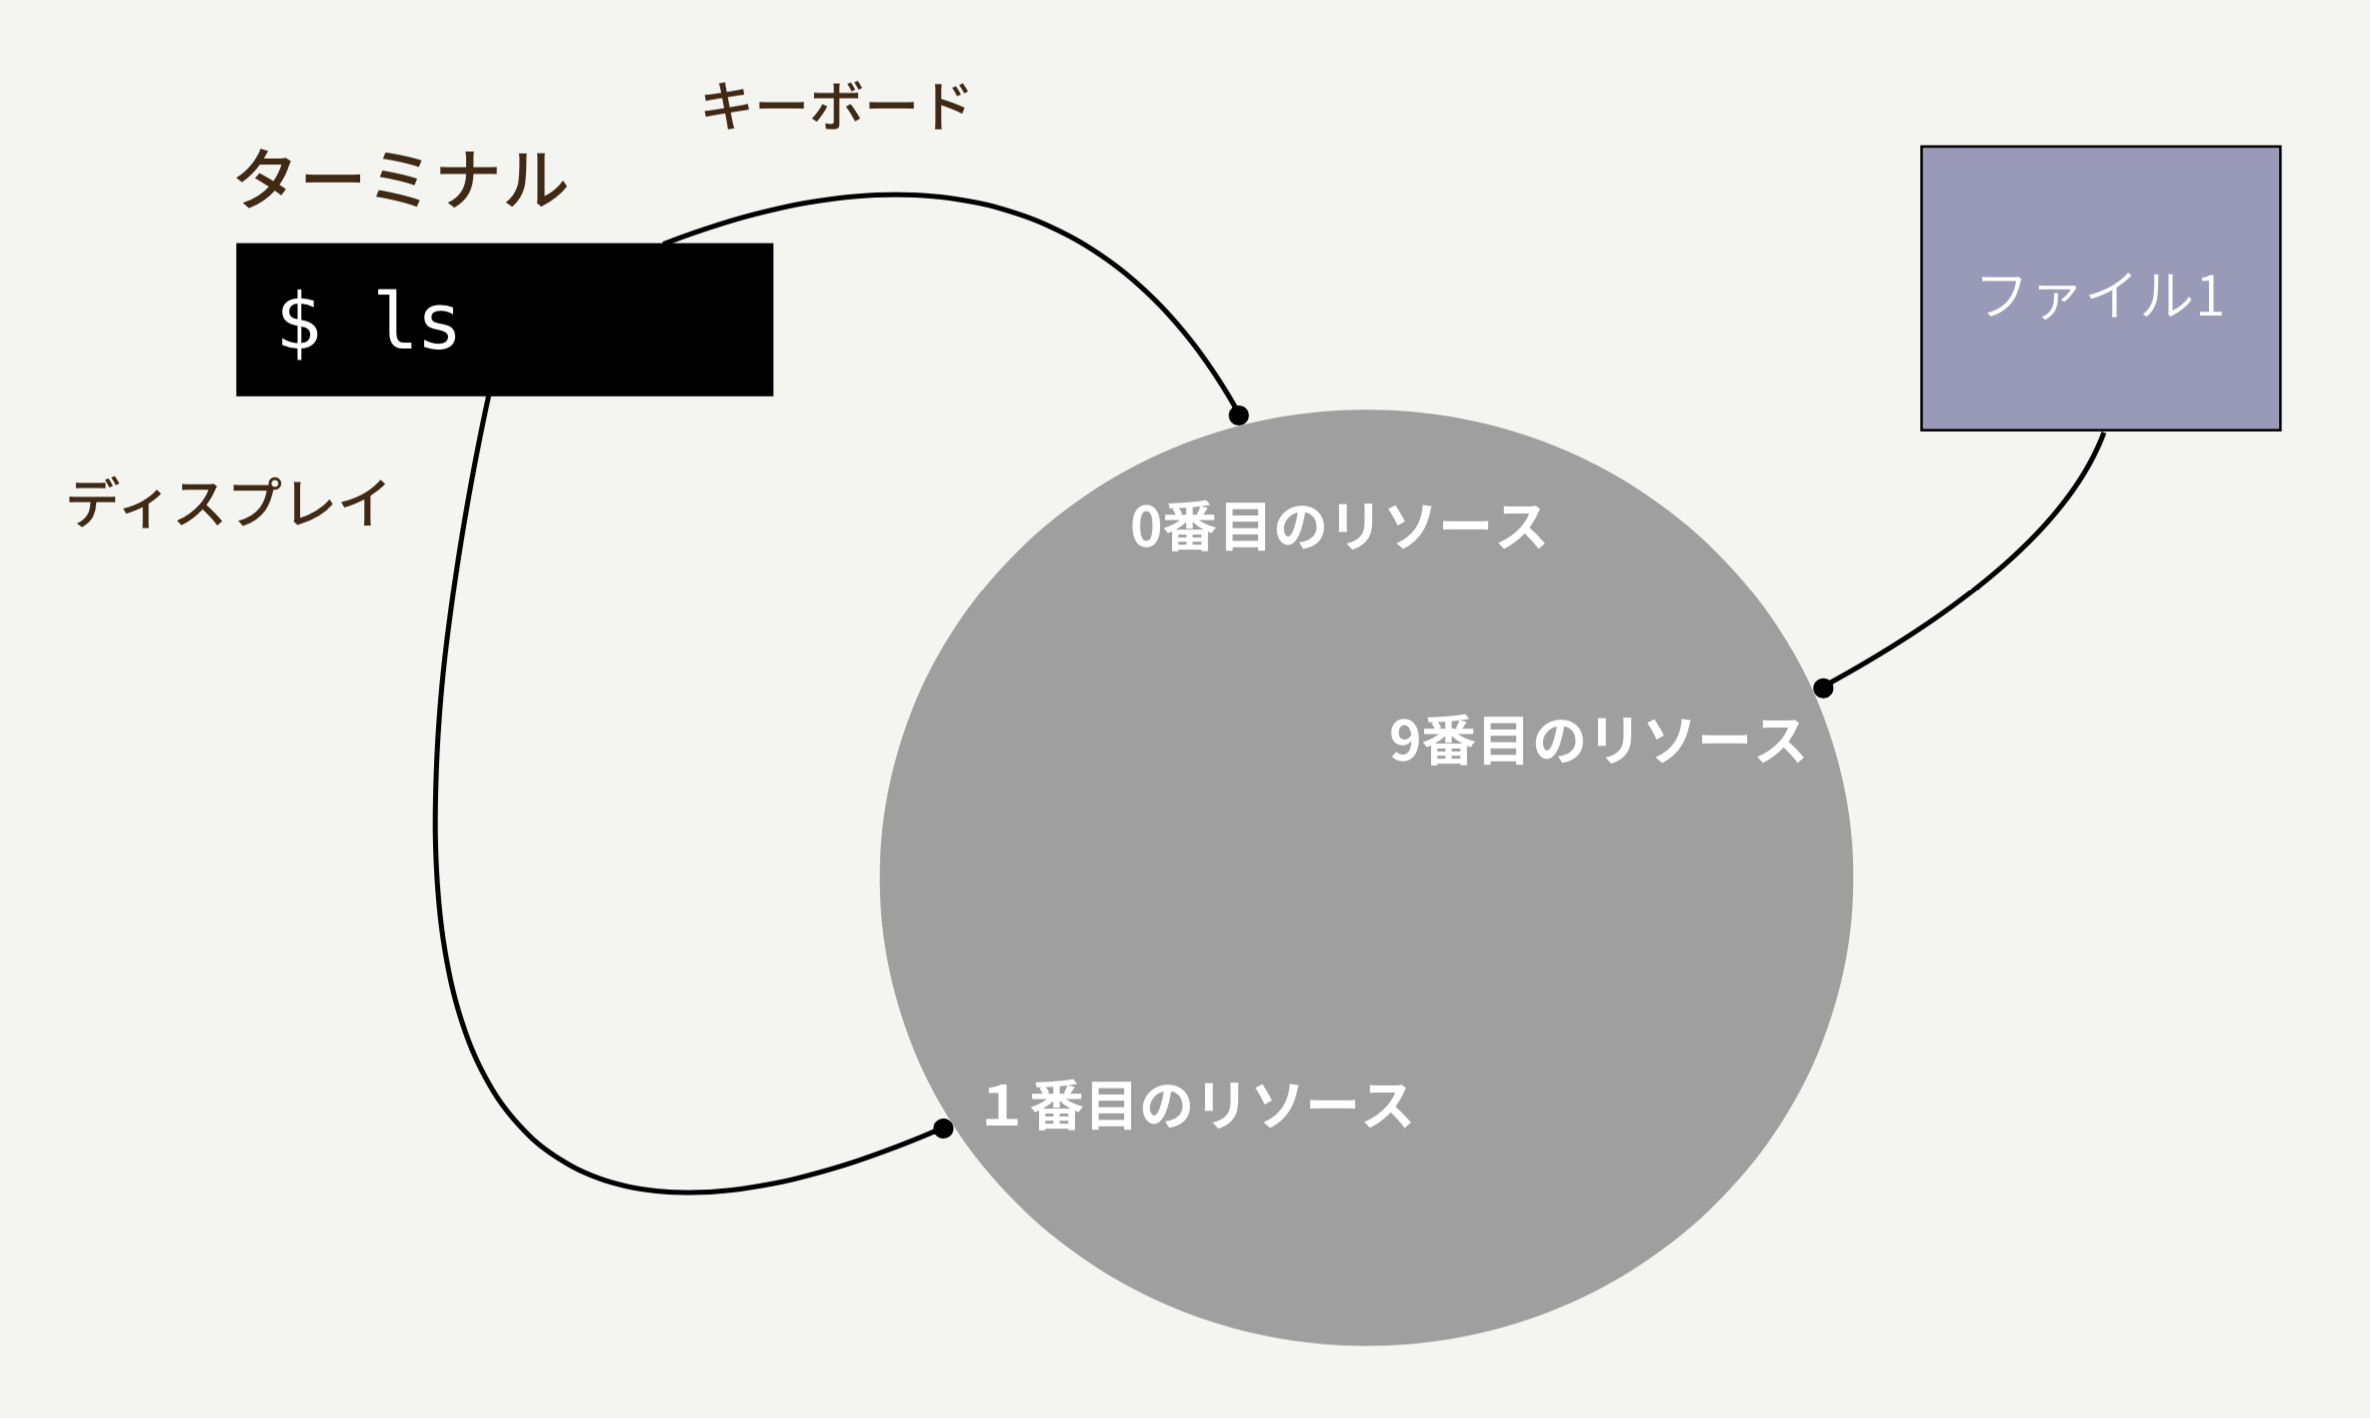 キーボード
ターミナル
$ ls
ファイル1
ディスプレイ
0番目のリソース
9番目のリソース
１番目のリソース